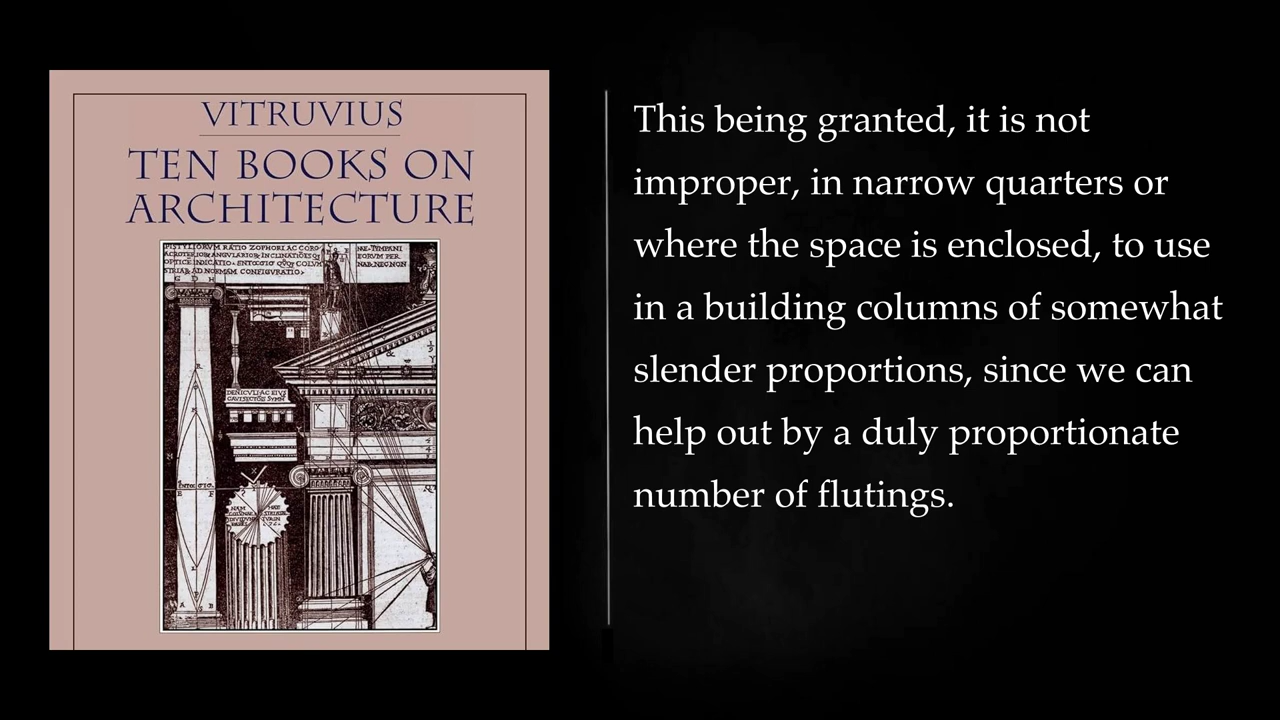 VITRUVIUS
TEN BOOKS ON
ARCHITECTURE
This being granted, it is not
improper, in narrow quarters or
where the space is enclosed, to use
in a building columns of somewhat
slender proportions, since we can
help out by a duly proportionate
number of flutings.